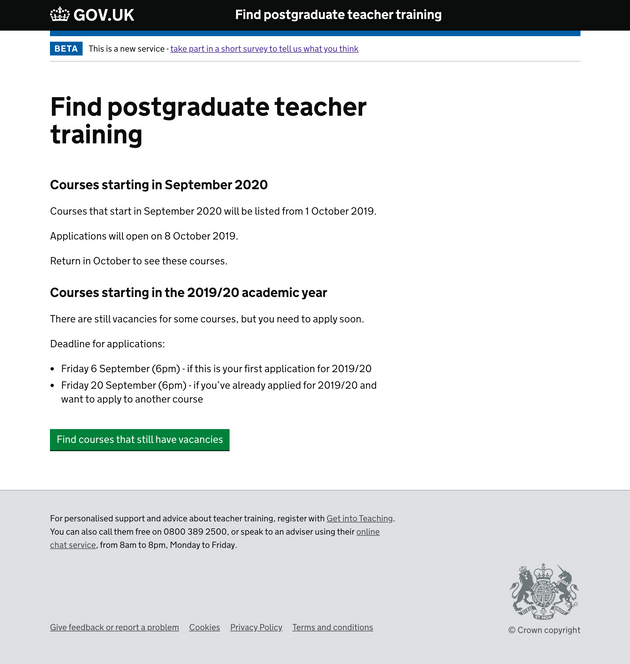 GOV.UK
Find postgraduate teacher training
BETA This is a new service - take part in a short survey to tell us what you think
Find postgraduate teacher
training
Courses starting in September 2020
Courses that start in September 2020 will be listed from 1 October 2019.
Applications will open on 8 October 2019.
Return in October to see these courses.
Courses starting in the 2019/20 academic year
There are still vacancies for some courses, but you need to apply soon.
Deadline for applications:
• Friday 6 September (6pm) - if this is your first application for 2019/20
• Friday 20 September (6pm) - if you've already applied for 2019/20 and
want to apply to another course
Find courses that still have vacancies
For personalised support and advice about teacher training, register with Get into Teaching.
You can also call them free on 0800 389 2500, or speak to an adviser using their online
chat service, from 8am to 8pm, Monday to Friday.
Give feedback or report a problem Cookies Privacy Policy Terms and conditions
© Crown copyright